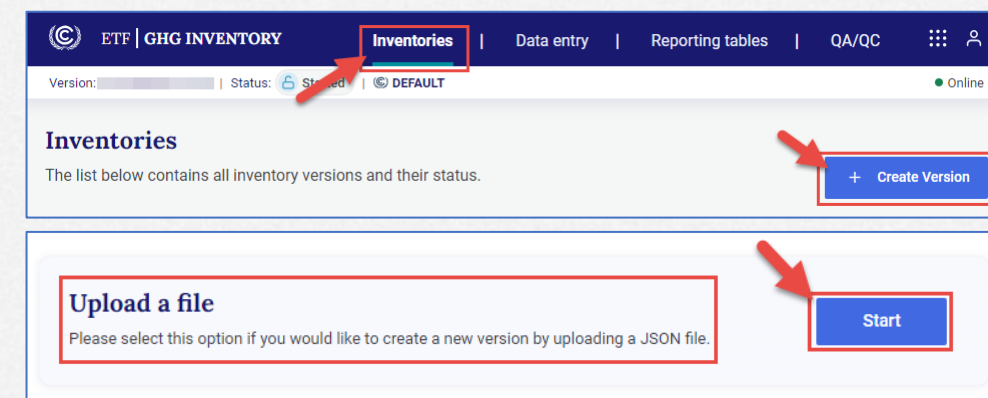 ETF | GHG INVENTORY Inventories | Data entry | Reporting tables | QA/QC
Version: | Status: Started | DEFAULT Online
Inventories
The list below contains all inventory versions and their status.
+ Create Version
Upload a file
Please select this option if you would like to create a new version by uploading a JSON file.
Start